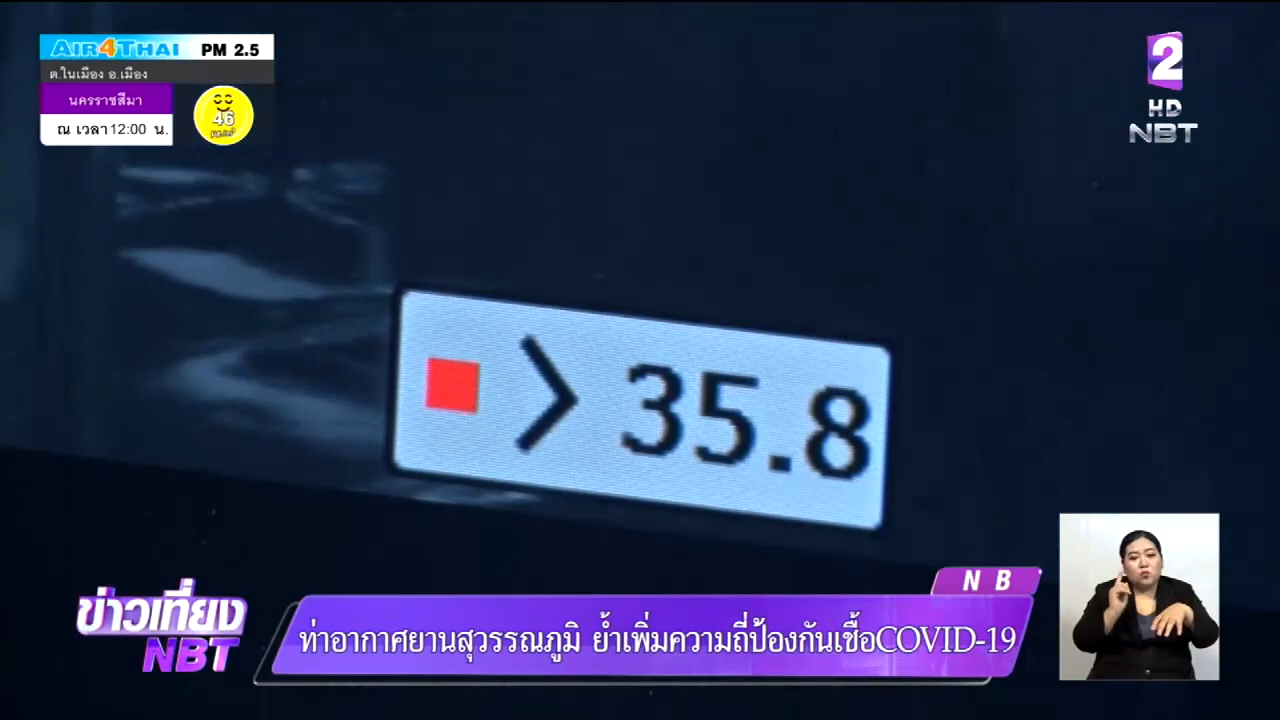 AIR4THAI PM 2.5
ต.ในเมือง อ.เมือง
นครราชสีมา
ณ เวลา 12:00 น.
46
µg./m³
2
HD
NBT
> 35.8
N B
ข่าวเที่ยง
NBT
ท่าอากาศยานสุวรรณภูมิ ย้ำเพิ่มความถี่ป้องกันเชื้อCOVID-19